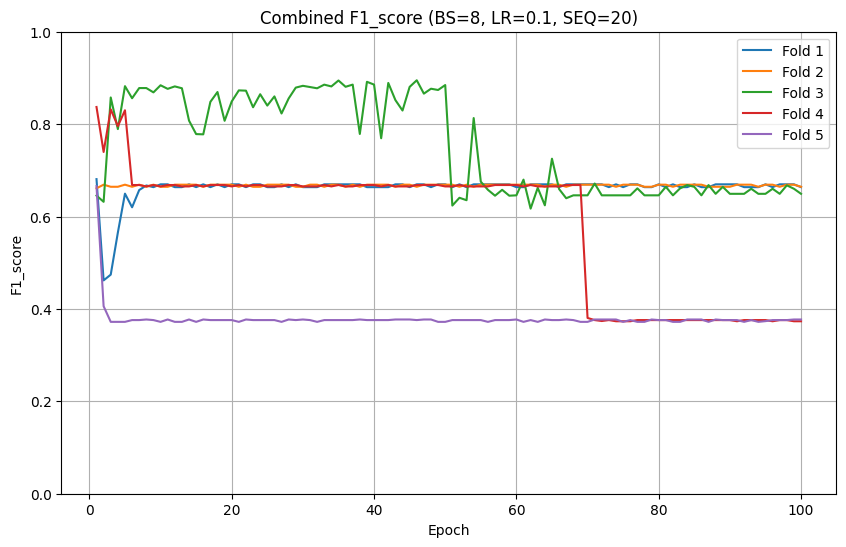 Combined F1_score (BS=8, LR=0.1, SEQ=20)
F1_score
1.0
0.8
0.6
0.4
0.2
0.0
Fold 1
Fold 2
Fold 3
Fold 4
Fold 5
0 20 40 60 80 100
Epoch